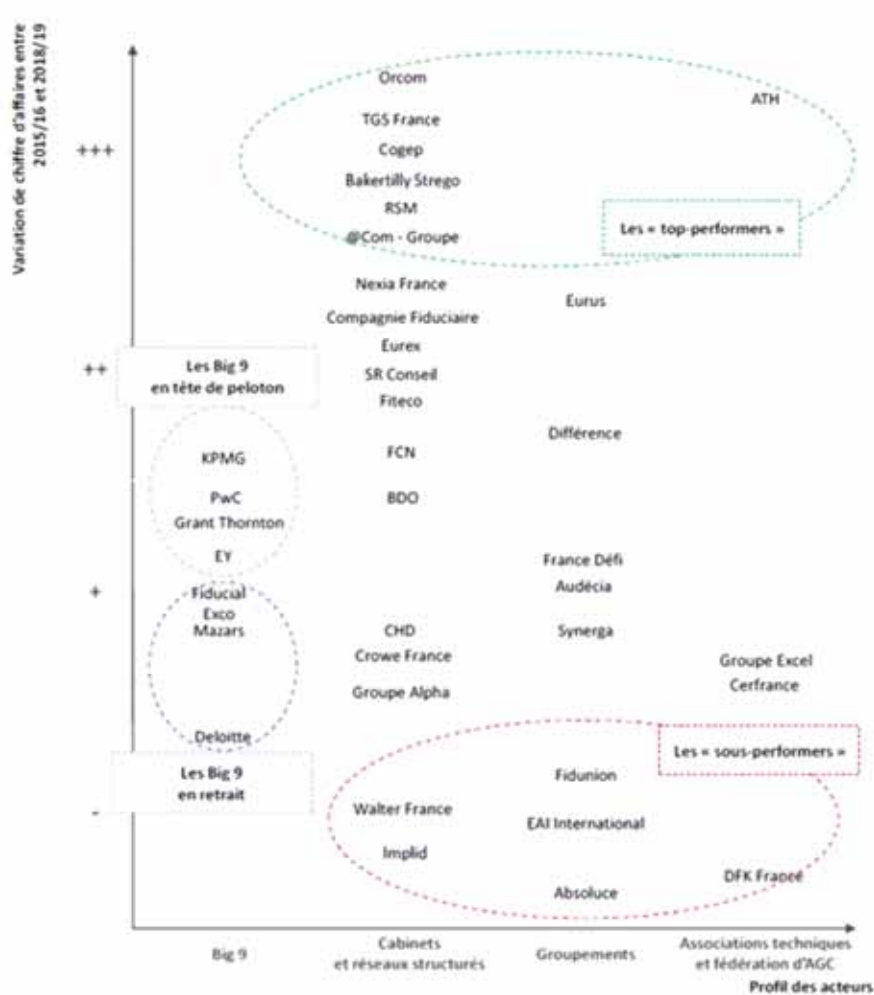 Variation de chiffre d'affaires entre
2015/16 et 2018/19
Orcom
ATH
TGS France
+++
Cogep
Bakertilly Strego
RSM
Les « top-performers »
@Com - Groupe
Nexia France
Eurus
Compagnie Fiduciaire
Eurex
++
Les Big 9
en tête de peloton
SR Conseil
Fiteco
Différence
KPMG
FCN
PwC
BDO
Grant Thornton
EY
France Défi
+
Fiducial
Audécia
Exco
Mazars
CHD
Synerga
Crowe France
Groupe Excel
Cerfrance
Groupe Alpha
Deloitte
Les « sous-performers »
Les Big 9
en retrait
Fidunion
-
Walter France
EAI International
Implid
DFK France
Absoluce
Big 9
Cabinets
et réseaux structurés
Groupements
Associations techniques
et fédération d'AGC
Profil des acteurs